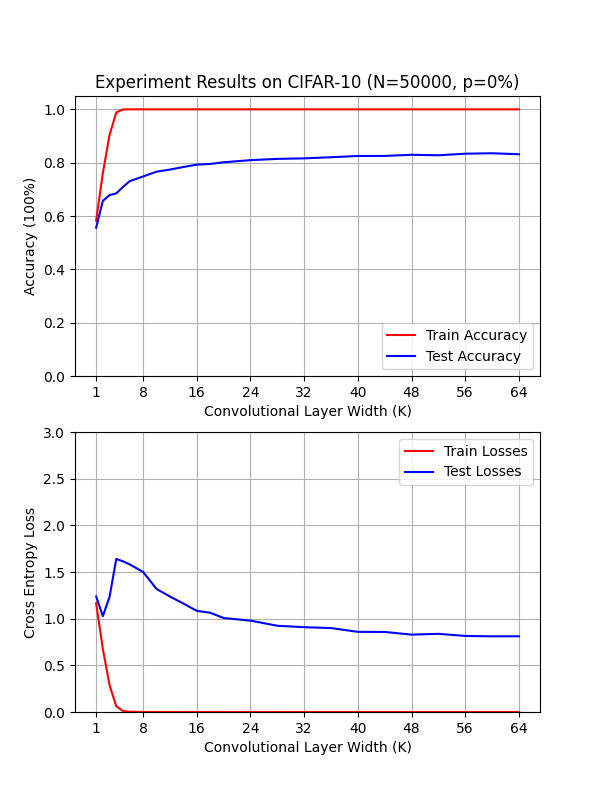 Experiment Results on CIFAR-10 (N=50000, p=0%)
1.0
0.8
0.6
0.4
0.2
0.0
Accuracy (100%)
Train Accuracy
Test Accuracy
1 8 16 24 32 40 48 56 64
Convolutional Layer Width (K)
3.0
2.5
2.0
1.5
1.0
0.5
0.0
Cross Entropy Loss
Train Losses
Test Losses
1 8 16 24 32 40 48 56 64
Convolutional Layer Width (K)